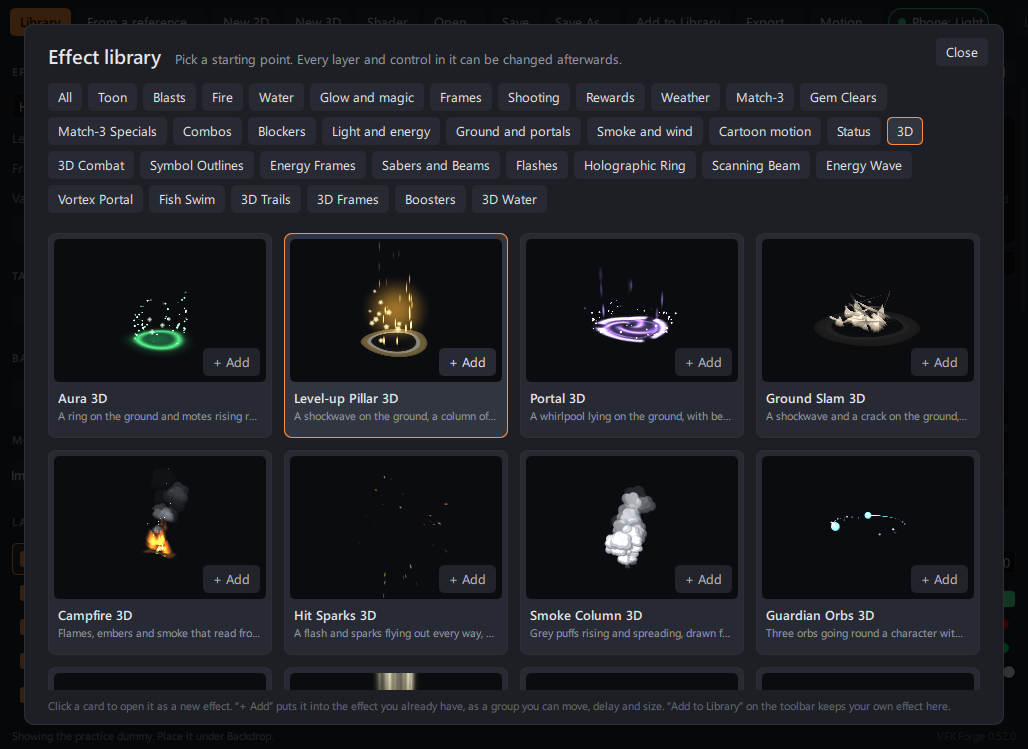 Library From a reference New 2D New 3D Shader Open Save Save As Add to Library Export Motion Phone: Light
Effect library Pick a starting point. Every layer and control in it can be changed afterwards. Close
All Toon Blasts Fire Water Glow and magic Frames Shooting Rewards Weather Match-3 Gem Clears
Match-3 Specials Combos Blockers Light and energy Ground and portals Smoke and wind Cartoon motion Status 3D
3D Combat Symbol Outlines Energy Frames Sabers and Beams Flashes Holographic Ring Scanning Beam Energy Wave
Vortex Portal Fish Swim 3D Trails 3D Frames Boosters 3D Water
+ Add + Add + Add + Add
Aura 3D Level-up Pillar 3D Portal 3D Ground Slam 3D
A ring on the ground and motes rising r... A shockwave on the ground, a column of... A whirlpool lying on the ground, with be... A shockwave and a crack on the ground,...
+ Add + Add + Add + Add
Campfire 3D Hit Sparks 3D Smoke Column 3D Guardian Orbs 3D
Flames, embers and smoke that read fro... A flash and sparks flying out every way, ... Grey puffs rising and spreading, drawn f... Three orbs going round a character wit...
Click a card to open it as a new effect. "+ Add" puts it into the effect you already have, as a group you can move, delay and size. "Add to Library" on the toolbar keeps your own effect here.
Showing the practice dummy. Place it under Backdrop. VFX Forge 0.52.0